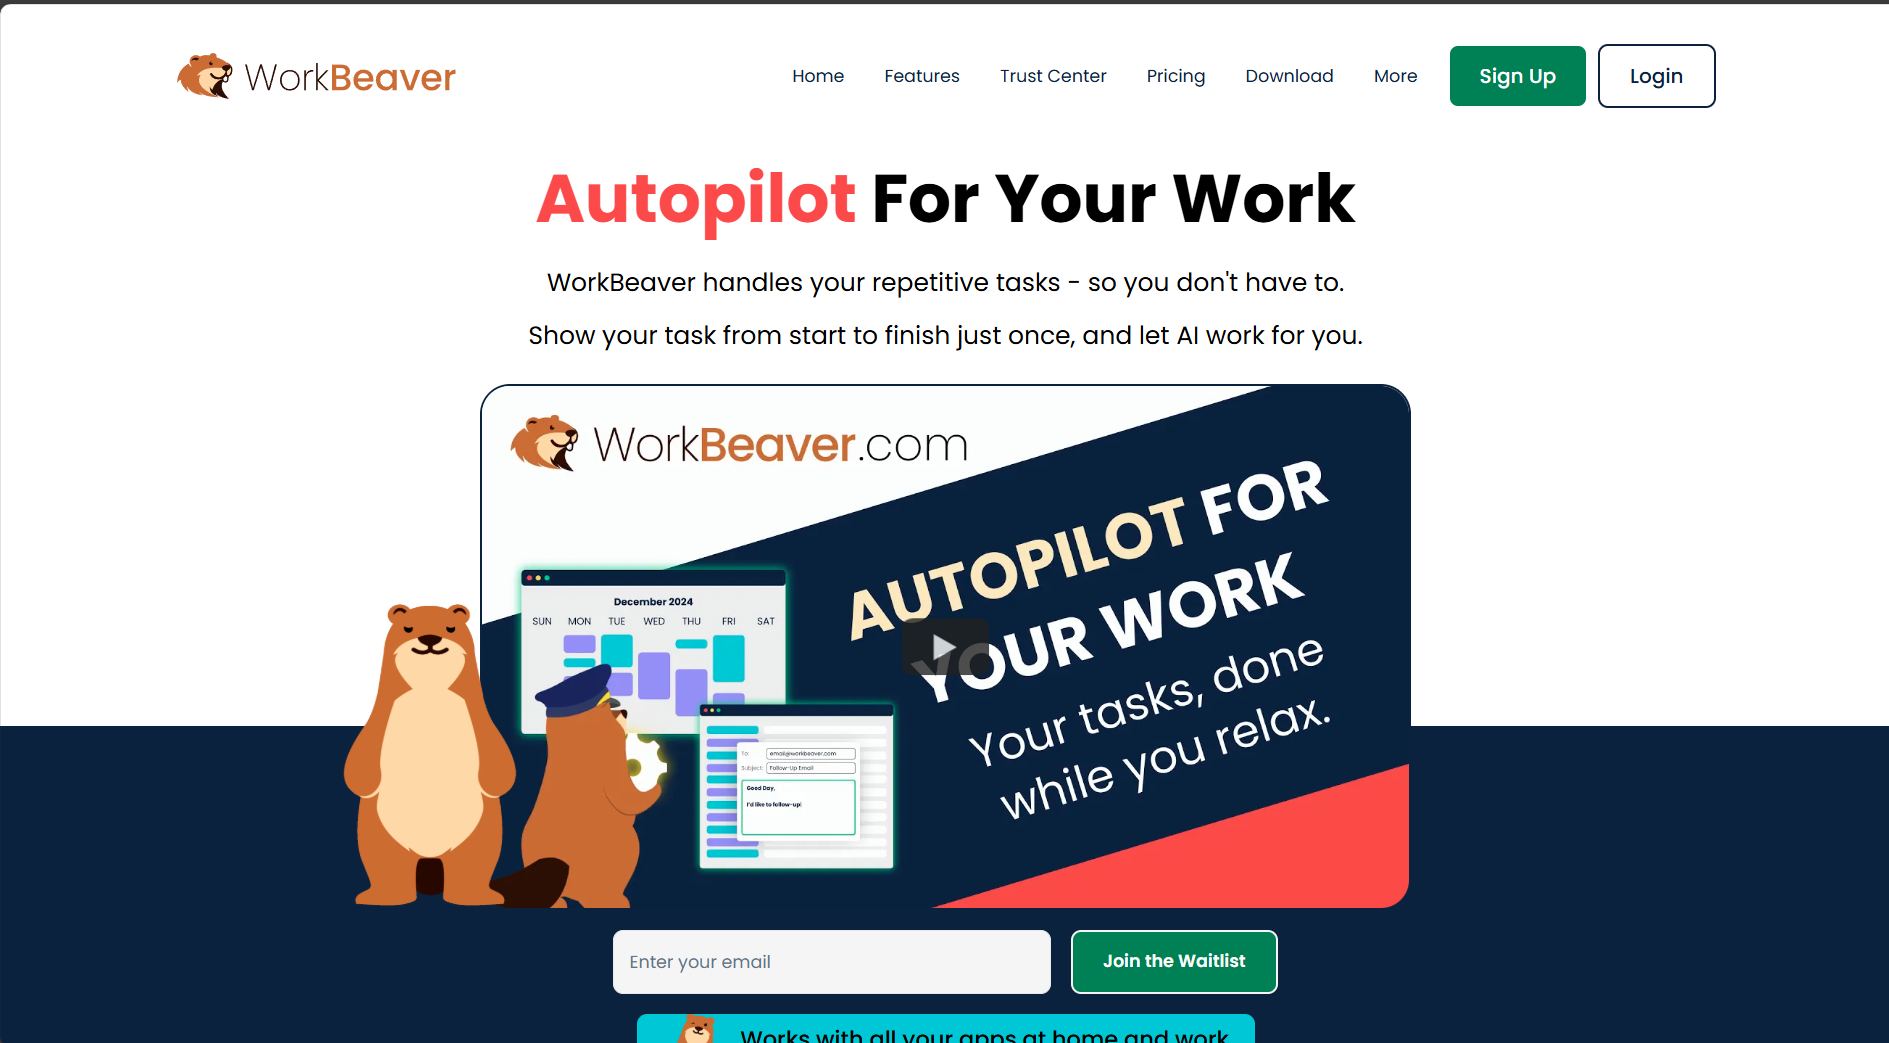 WorkBeaver
Home Features Trust Center Pricing Download More Sign Up Login
Autopilot For Your Work
WorkBeaver handles your repetitive tasks - so you don't have to.
Show your task from start to finish just once, and let AI work for you.
WorkBeaver.com
AUTOPILOT FOR
YOUR WORK
Your tasks, done
while you relax.
December 2024
SUN MON TUE WED THU FRI SAT
To: email@workbeaver.com
Subject: Follow-Up Email
Good Day,
I'd like to follow-up!
Enter your email Join the Waitlist
Works with all your apps at home and work